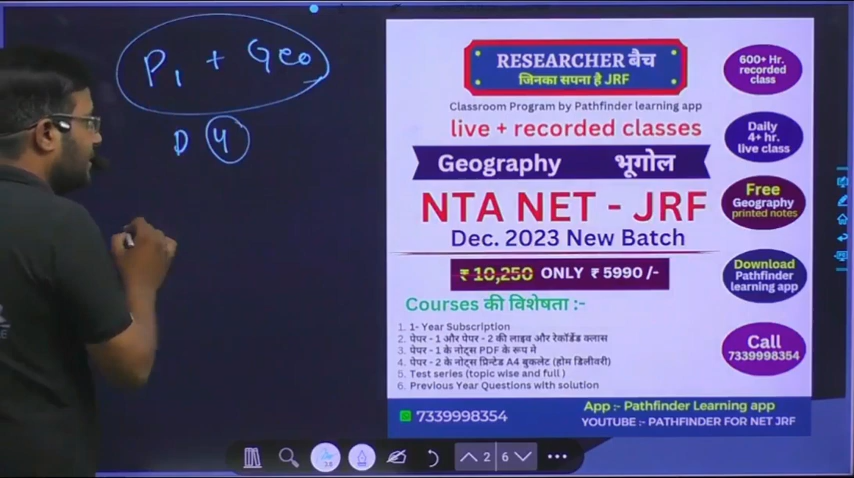 P1 + Geo
D 4
RESEARCHER बैच
जिनका सपना है JRF
Classroom Program by Pathfinder learning app
live + recorded classes
Geography भूगोल
NTA NET - JRF
Dec. 2023 New Batch
₹ 10,250 ONLY ₹ 5990 /-
Courses की विशेषता :-
1. 1- Year Subscription
2. पेपर - 1 और पेपर - 2 की लाइव और रेकॉर्डेड क्लास
3. पेपर - 1 के नोट्स PDF के रूप मे
4. पेपर - 2 के नोट्स प्रिन्टेड A4 बुकलेट (होम डिलीवरी)
5. Test series (topic wise and full )
6. Previous Year Questions with solution
600+ Hr.
recorded
class
Daily
4+ hr.
live class
Free
Geography
printed notes
Download
Pathfinder
learning app
Call
7339998354
7339998354
App :- Pathfinder Learning app
YOUTUBE :- PATHFINDER FOR NET JRF
2 6